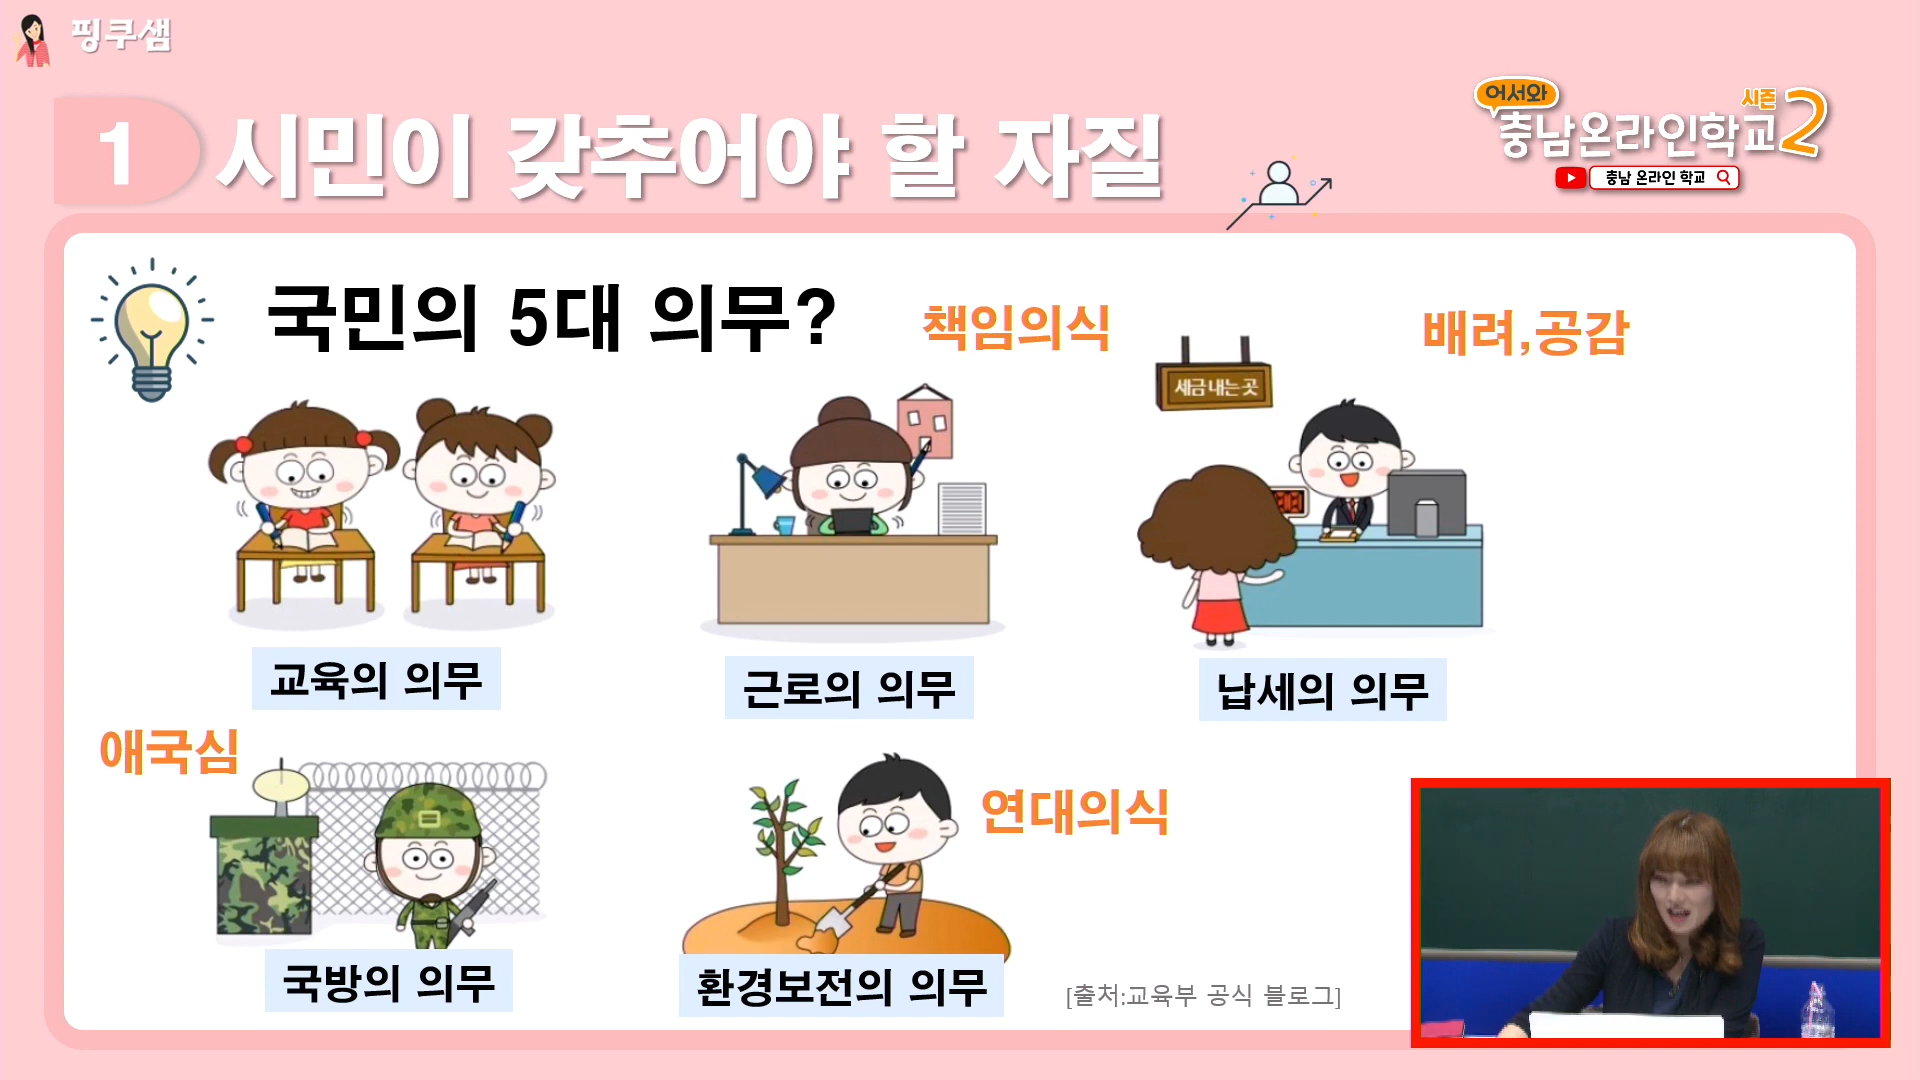 핑쿠샘
어서와
시즌2
충남온라인학교
충남 온라인 학교
1 시민이 갖추어야 할 자질
국민의 5대 의무?
책임의식
배려,공감
세금 내는 곳
교육의 의무
근로의 의무
납세의 의무
애국심
연대의식
국방의 의무
환경보전의 의무
[출처:교육부 공식 블로그]